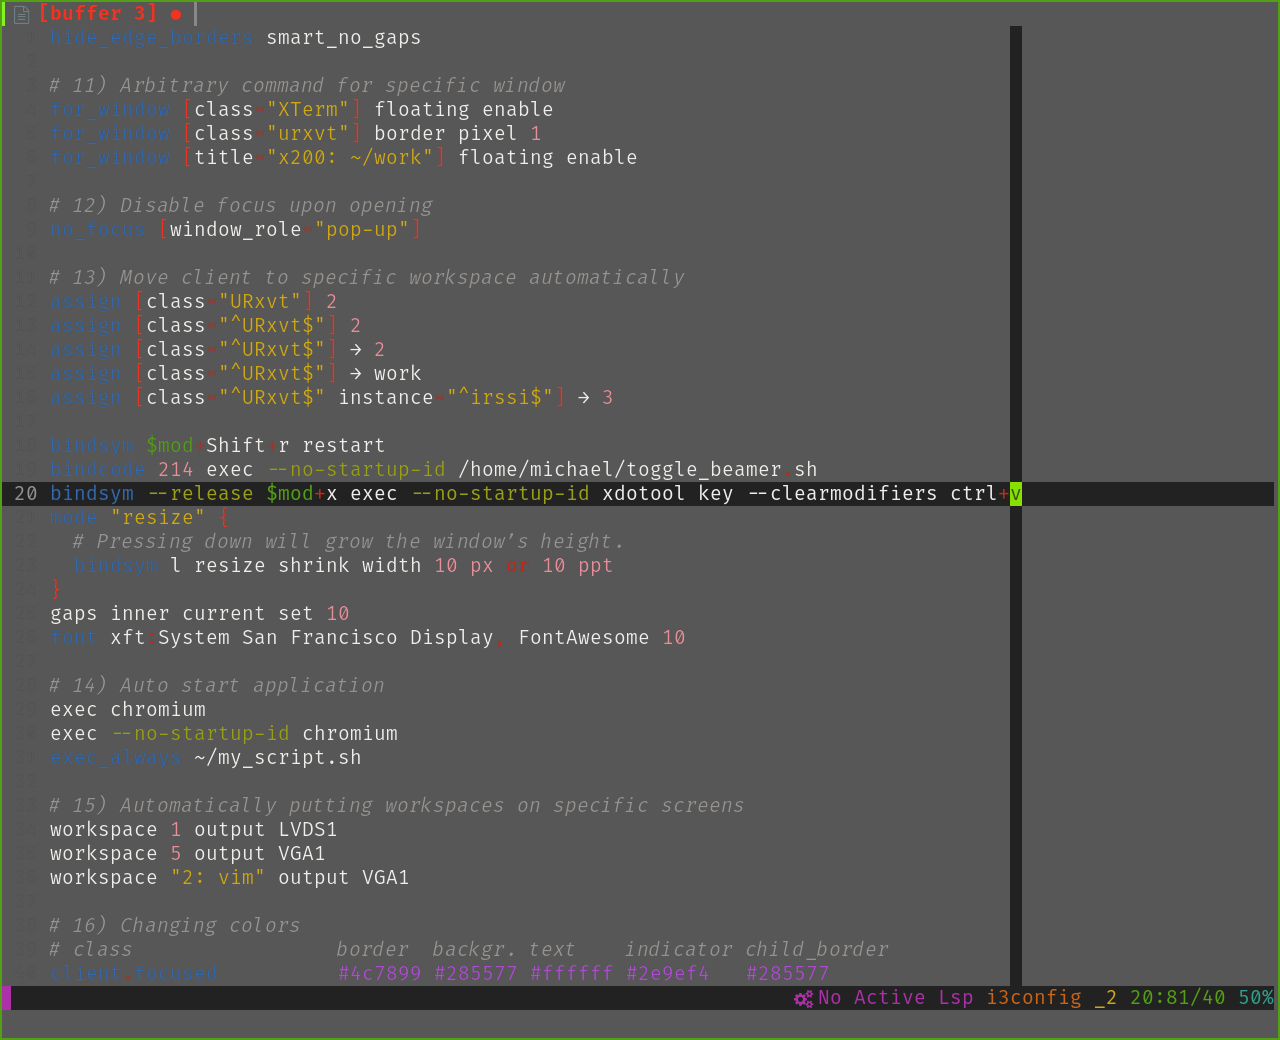 [buffer 3] ●
hide_edge_borders smart_no_gaps
# 11) Arbitrary command for specific window
for_window [class="XTerm"] floating enable
for_window [class="urxvt"] border pixel 1
for_window [title="x200: ~/work"] floating enable
# 12) Disable focus upon opening
no_focus [window_role="pop-up"]
# 13) Move client to specific workspace automatically
assign [class="URxvt"] 2
assign [class="^URxvt$"] 2
assign [class="^URxvt$"] → 2
assign [class="^URxvt$"] → work
assign [class="^URxvt$" instance="^irssi$"] → 3
bindsym $mod+Shift+r restart
bindcode 214 exec --no-startup-id /home/michael/toggle_beamer.sh
20 bindsym --release $mod+x exec --no-startup-id xdotool key --clearmodifiers ctrl+v
mode "resize" {
# Pressing down will grow the window’s height.
bindsym l resize shrink width 10 px or 10 ppt
}
gaps inner current set 10
font xft:System San Francisco Display, FontAwesome 10
# 14) Auto start application
exec chromium
exec --no-startup-id chromium
exec_always ~/my_script.sh
# 15) Automatically putting workspaces on specific screens
workspace 1 output LVDS1
workspace 5 output VGA1
workspace "2: vim" output VGA1
# 16) Changing colors
# class border backgr. text indicator child_border
client.focused #4c7899 #285577 #ffffff #2e9ef4 #285577
No Active Lsp i3config _2 20:81/40 50%